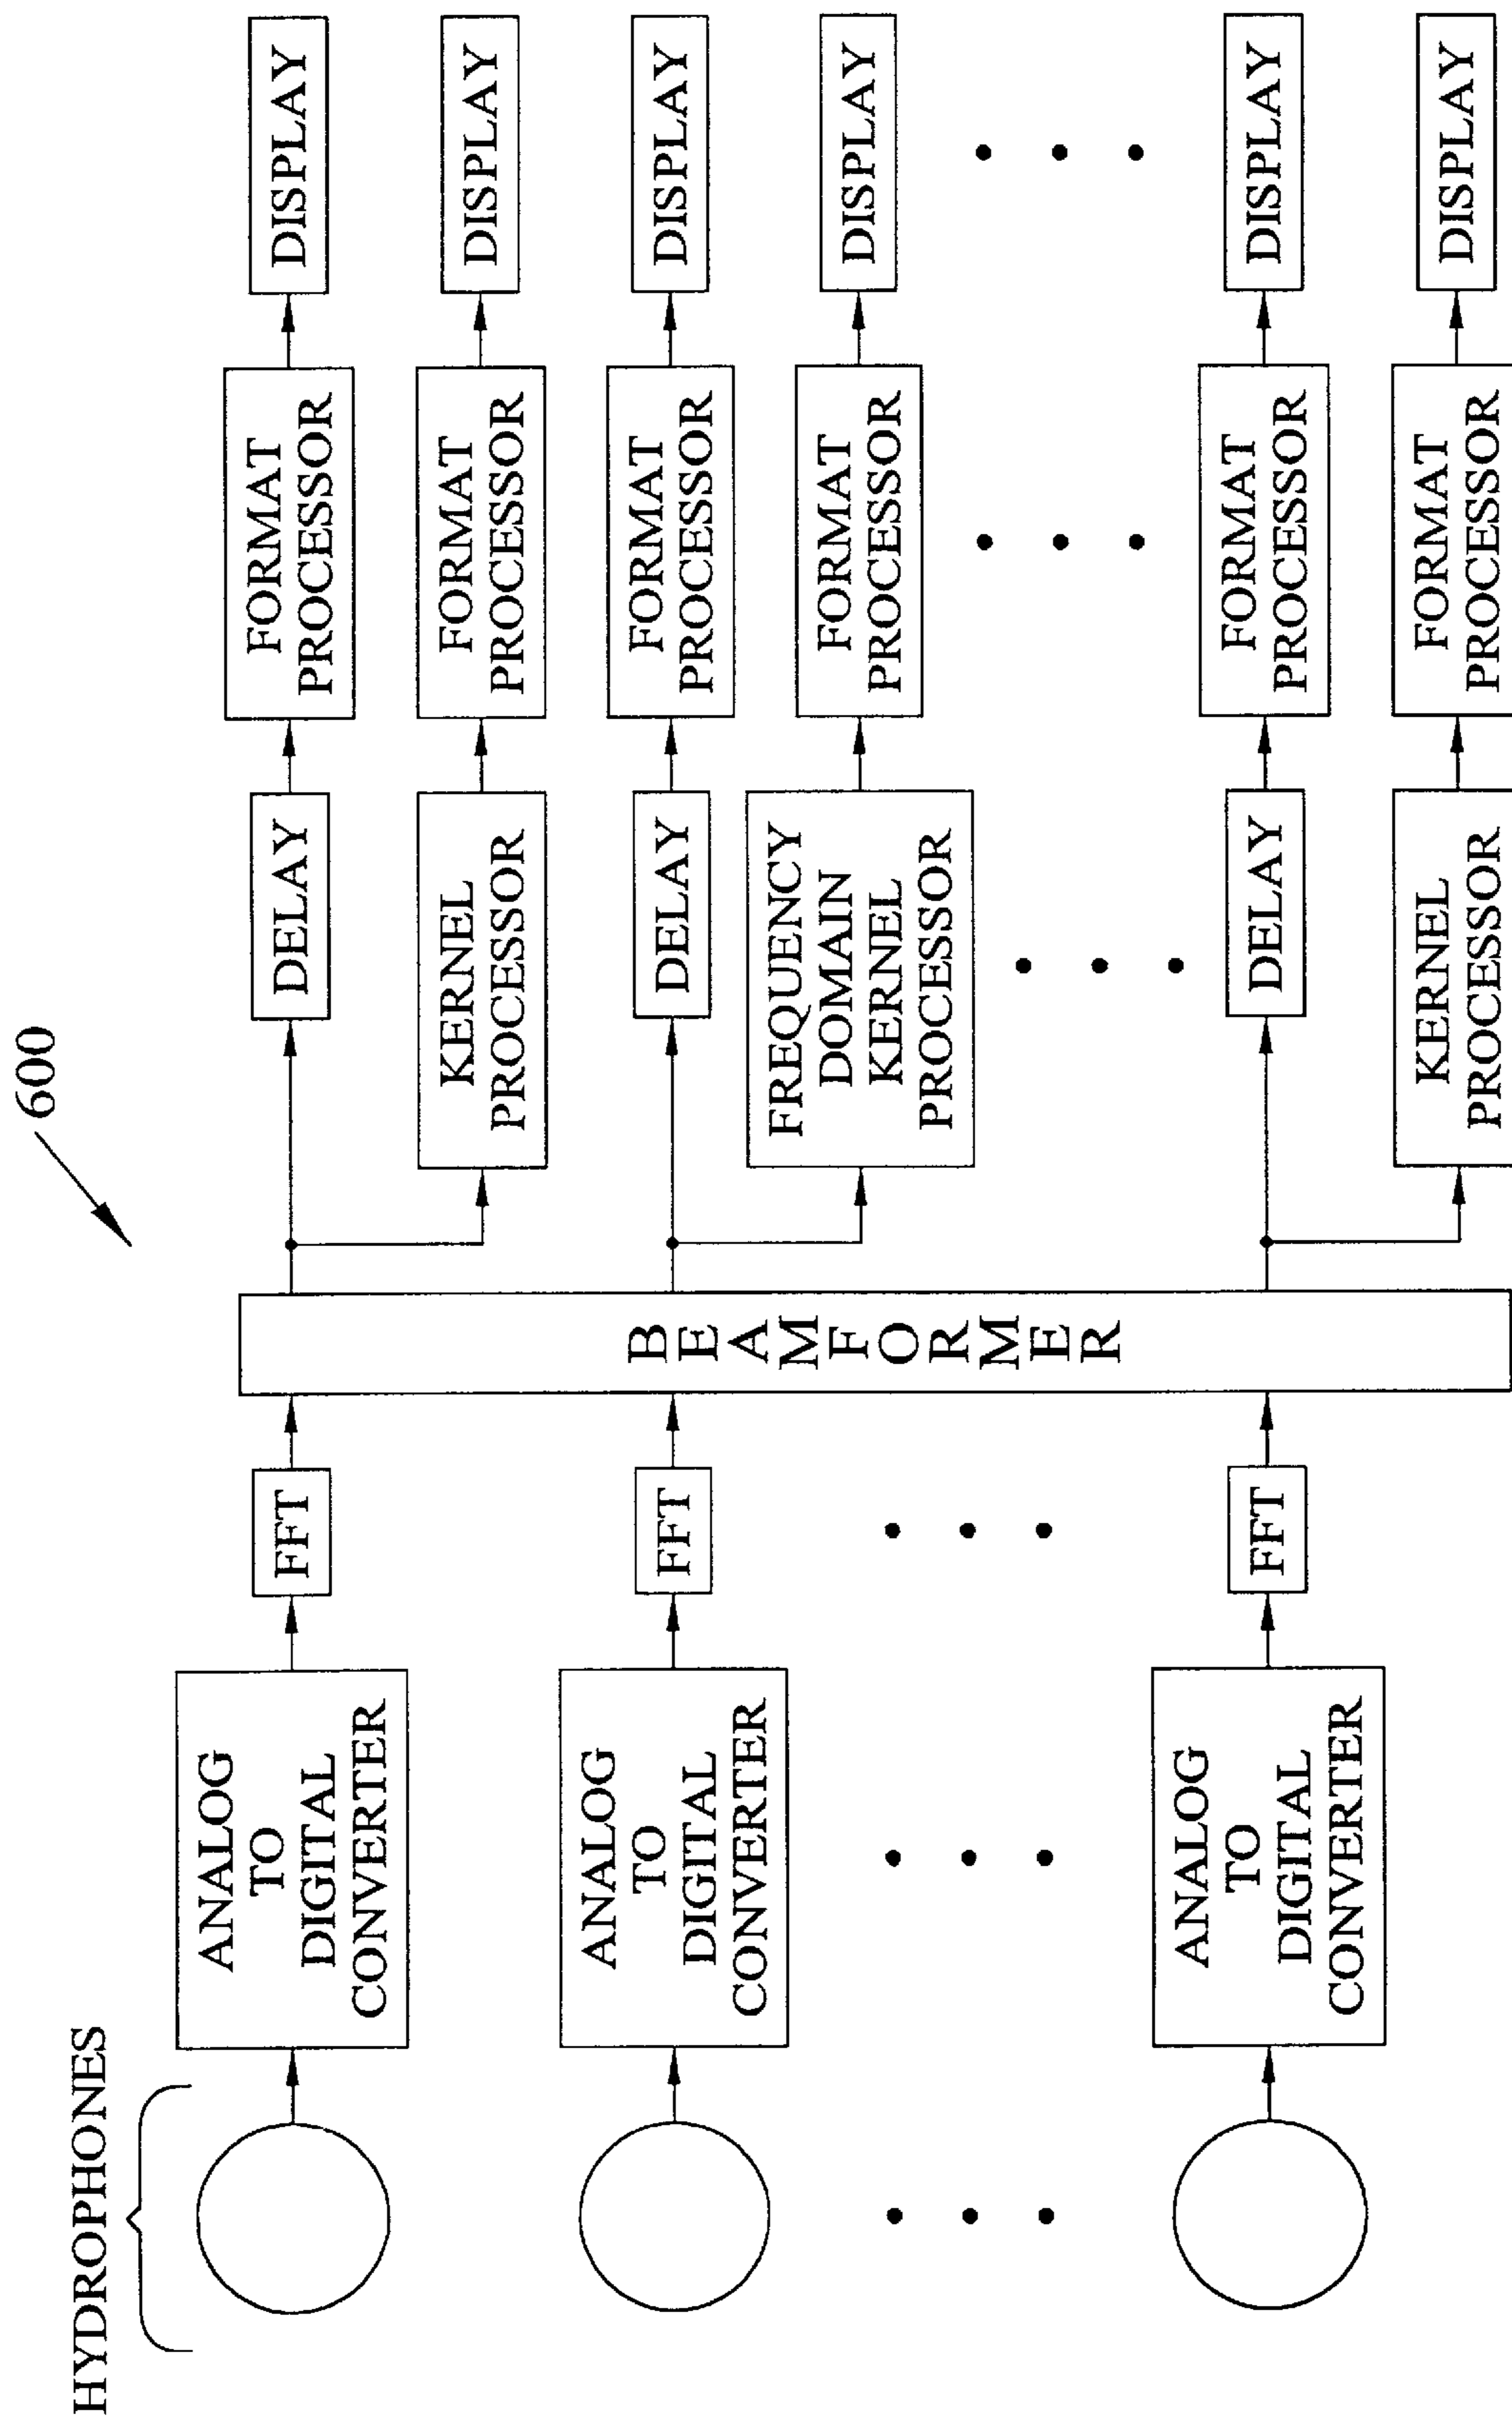 600
HYDROPHONES
ANALOG
TO
DIGITAL
CONVERTER
FFT
BEAMFORMER
DELAY
FORMAT
PROCESSOR
DISPLAY
KERNEL
PROCESSOR
FORMAT
PROCESSOR
DISPLAY
ANALOG
TO
DIGITAL
CONVERTER
FFT
DELAY
FORMAT
PROCESSOR
DISPLAY
FREQUENCY
DOMAIN
KERNEL
PROCESSOR
FORMAT
PROCESSOR
DISPLAY
ANALOG
TO
DIGITAL
CONVERTER
FFT
DELAY
FORMAT
PROCESSOR
DISPLAY
KERNEL
PROCESSOR
FORMAT
PROCESSOR
DISPLAY